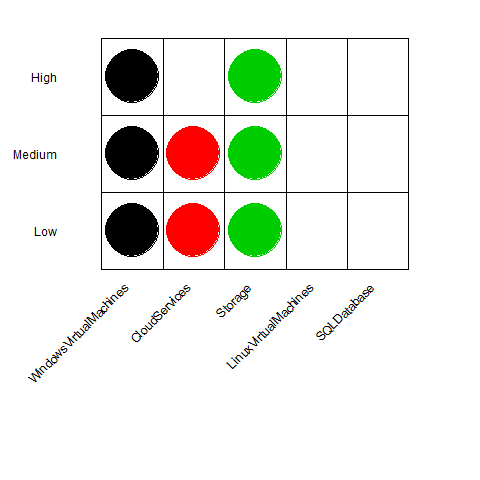 High
Medium
Low
WindowsVirtualMachines
CloudServices
Storage
LinuxVirtualMachines
SQLDatabase